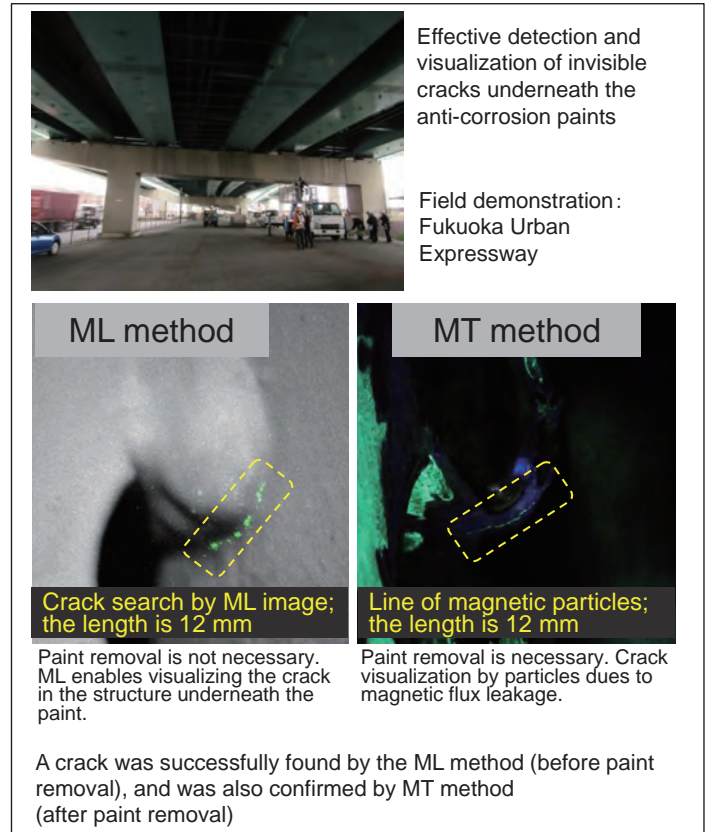 Effective detection and
visualization of invisible
cracks underneath the
anti-corrosion paints
Field demonstration:
Fukuoka Urban
Expressway
ML method
Crack search by ML image;
the length is 12 mm
Paint removal is not necessary.
ML enables visualizing the crack
in the structure underneath the
paint.
MT method
Line of magnetic particles;
the length is 12 mm
Paint removal is necessary. Crack
visualization by particles dues to
magnetic flux leakage.
A crack was successfully found by the ML method (before paint
removal), and was also confirmed by MT method
(after paint removal)